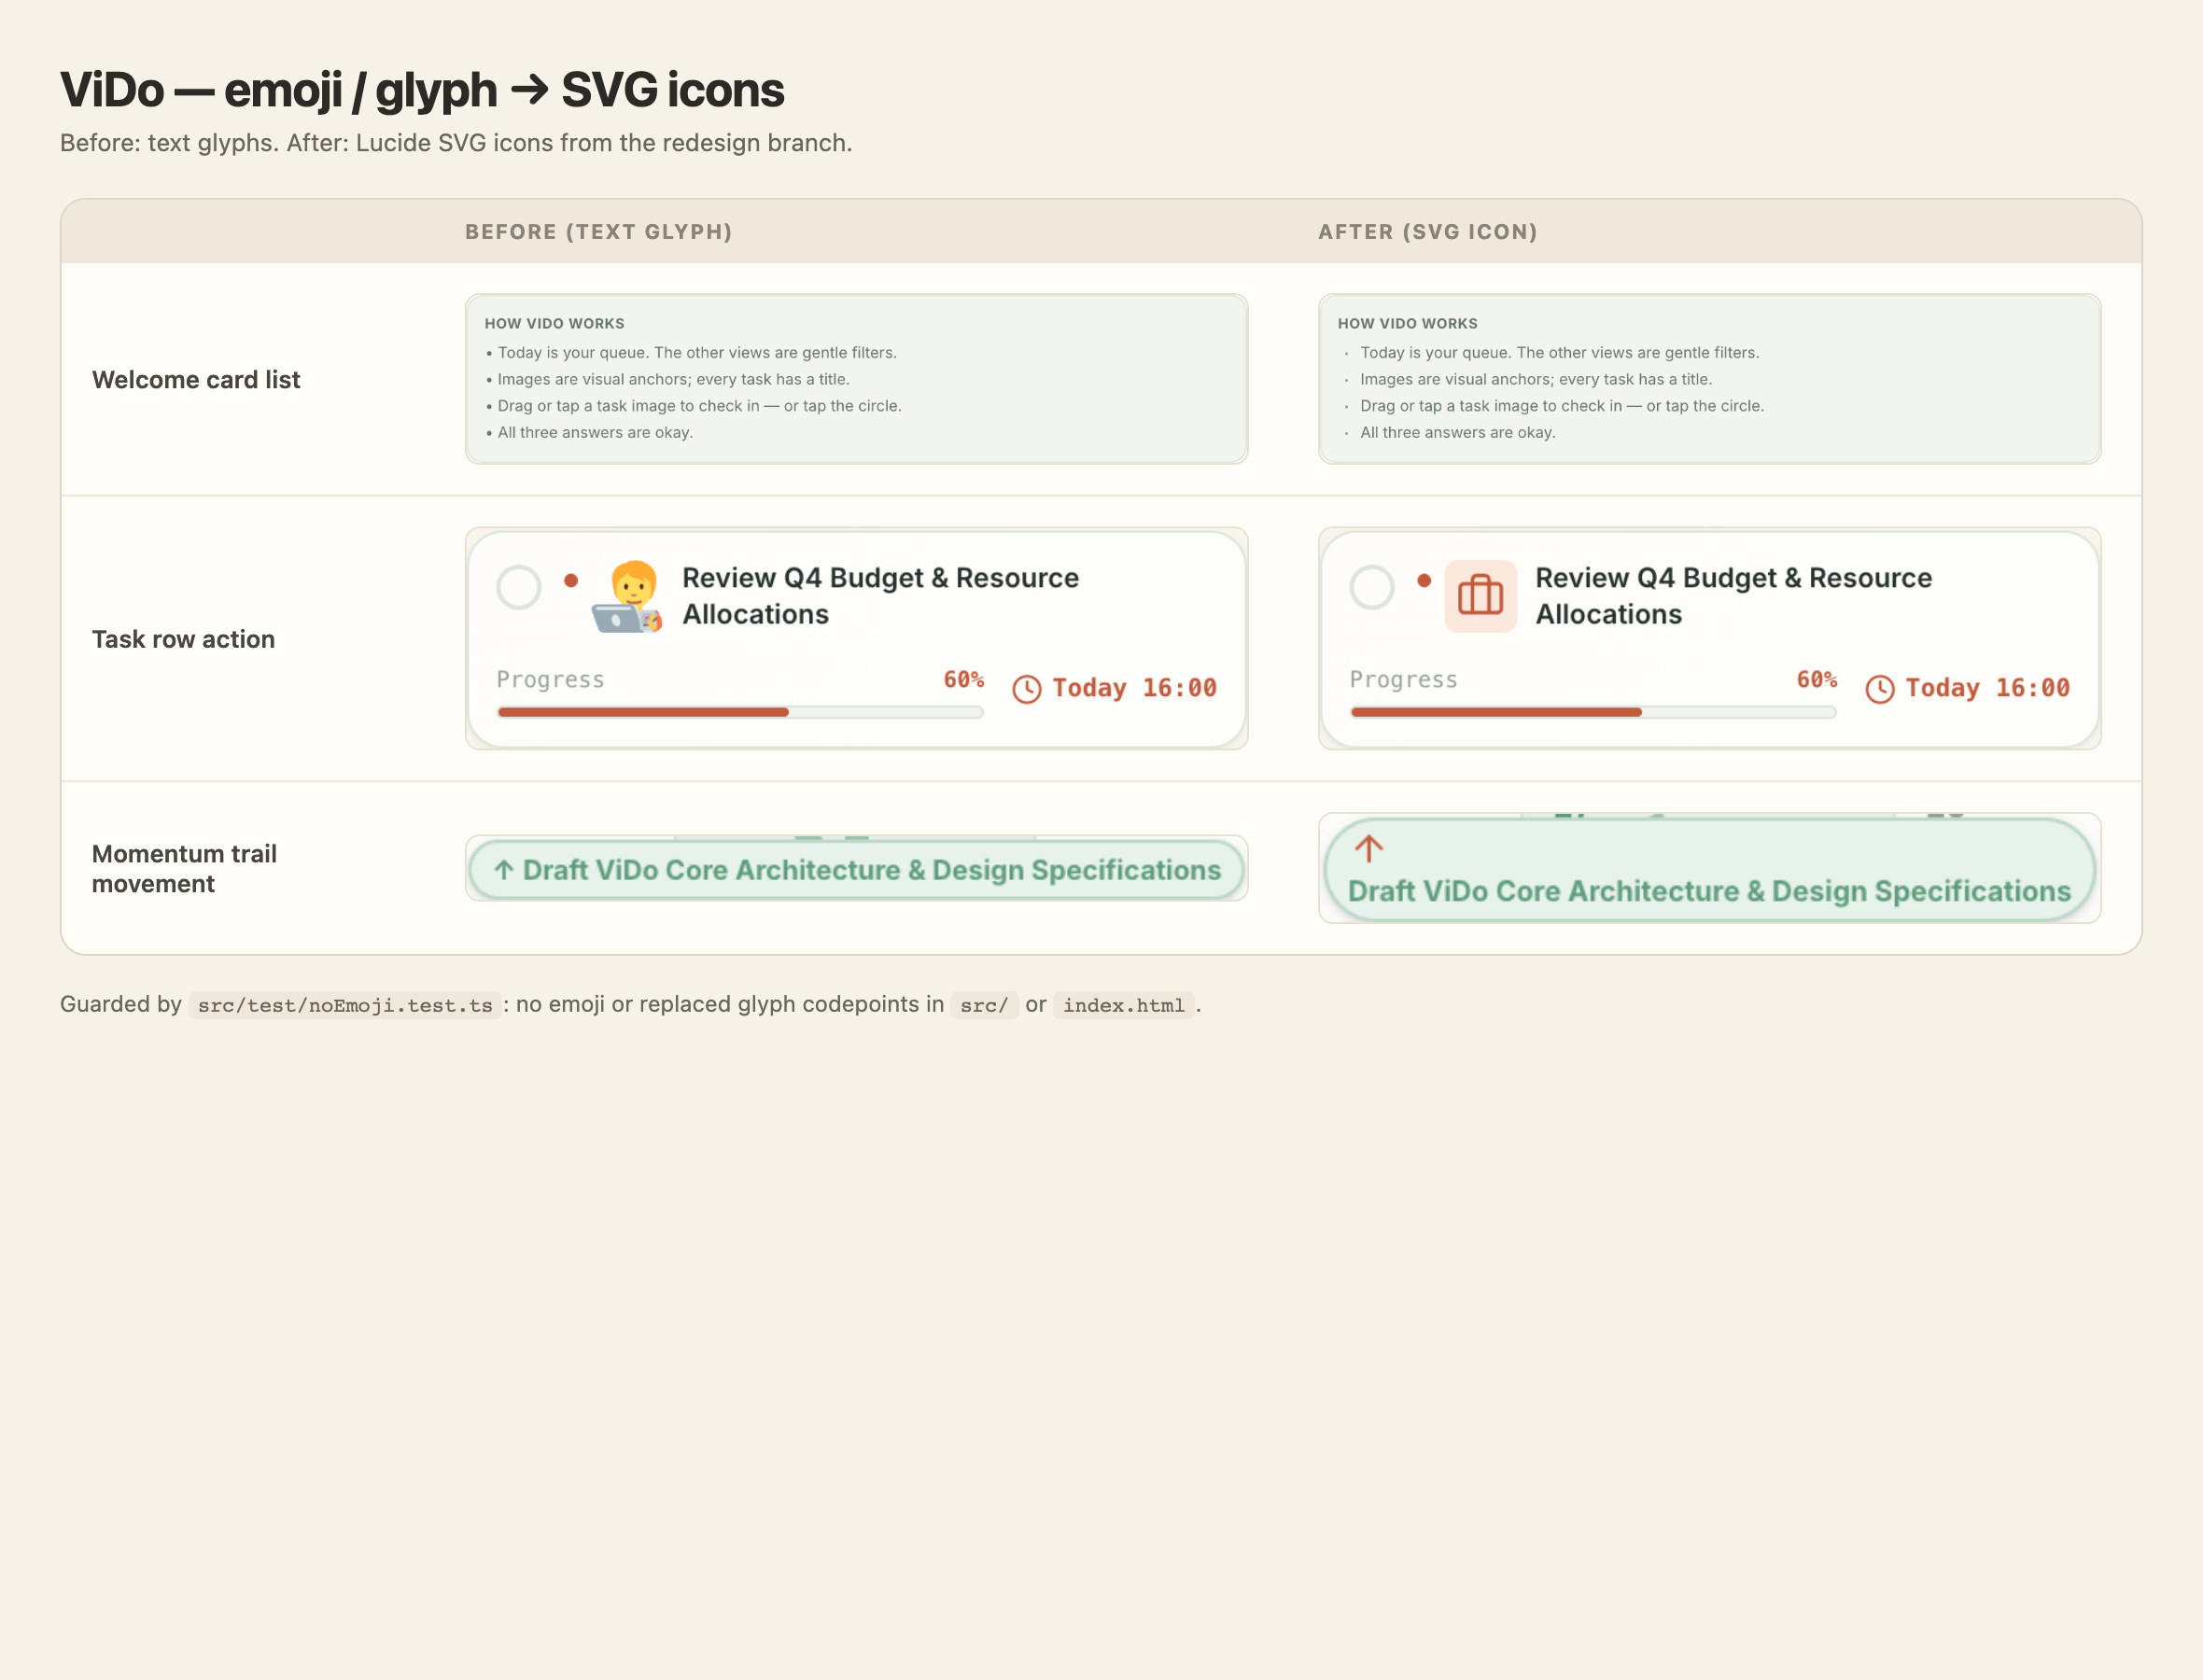 ViDo — emoji / glyph → SVG icons
Before: text glyphs. After: Lucide SVG icons from the redesign branch.
BEFORE (TEXT GLYPH)
AFTER (SVG ICON)
Welcome card list
HOW VIDO WORKS
• Today is your queue. The other views are gentle filters.
• Images are visual anchors; every task has a title.
• Drag or tap a task image to check in — or tap the circle.
• All three answers are okay.
HOW VIDO WORKS
· Today is your queue. The other views are gentle filters.
· Images are visual anchors; every task has a title.
· Drag or tap a task image to check in — or tap the circle.
· All three answers are okay.
Task row action
Review Q4 Budget & Resource
Allocations
Progress 60% Today 16:00
Review Q4 Budget & Resource
Allocations
Progress 60% Today 16:00
Momentum trail
movement
↑ Draft ViDo Core Architecture & Design Specifications
↑
Draft ViDo Core Architecture & Design Specifications
Guarded by src/test/noEmoji.test.ts: no emoji or replaced glyph codepoints in src/ or index.html.